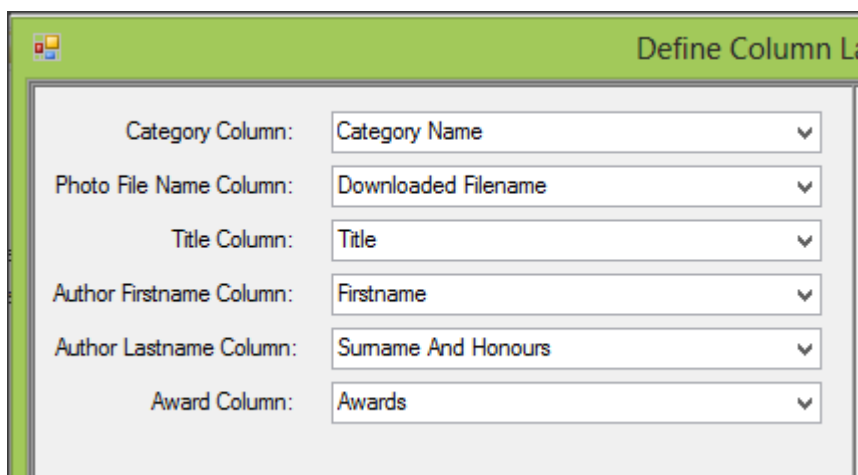 Define Column
Category Column: Category Name
Photo File Name Column: Downloaded Filename
Title Column: Title
Author Firstname Column: Firstname
Author Lastname Column: Surname And Honours
Award Column: Awards